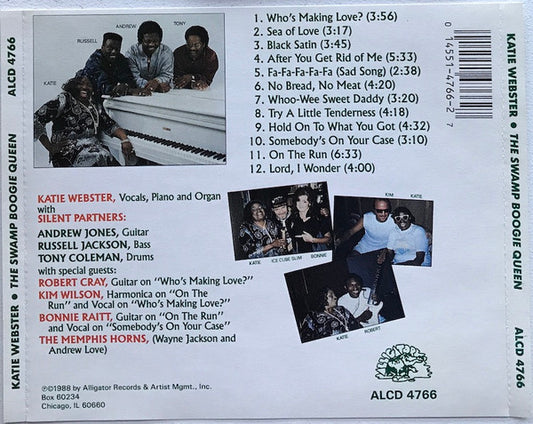 KATIE WEBSTER • THE SWAMP BOOGIE QUEEN ALCD 4766
ANDREW TONY
RUSSELL
KATIE
1. Who's Making Love? (3:56)
2. Sea of Love (3:17)
3. Black Satin (3:45)
4. After You Get Rid of Me (5:33)
5. Fa-Fa-Fa-Fa-Fa (Sad Song) (2:38)
6. No Bread, No Meat (4:20)
7. Whoo-Wee Sweet Daddy (3:20)
8. Try A Little Tenderness (4:18)
9. Hold On To What You Got (4:32)
10. Somebody's On Your Case (3:10)
11. On The Run (6:33)
12. Lord, I Wonder (4:00)
0 14551-4766-2 7
KATIE WEBSTER, Vocals, Piano and Organ
with
SILENT PARTNERS:
ANDREW JONES, Guitar
RUSSELL JACKSON, Bass
TONY COLEMAN, Drums
with special guests:
ROBERT CRAY, Guitar on "Who's Making Love?"
KIM WILSON, Harmonica on "On The
Run" and Vocal on "Who's Making Love?"
BONNIE RAITT, Guitar on "On The Run"
and Vocal on "Somebody's On Your Case"
THE MEMPHIS HORNS, (Wayne Jackson and
Andrew Love)
KATIE ICE CUBE SLIM BONNIE
KIM KATIE
KATIE ROBERT
℗©1988 by Alligator Records & Artist Mgmt., Inc.
Box 60234
Chicago, IL 60660
ALCD 4766
KATIE WEBSTER • THE SWAMP BOOGIE QUEEN ALCD 4766